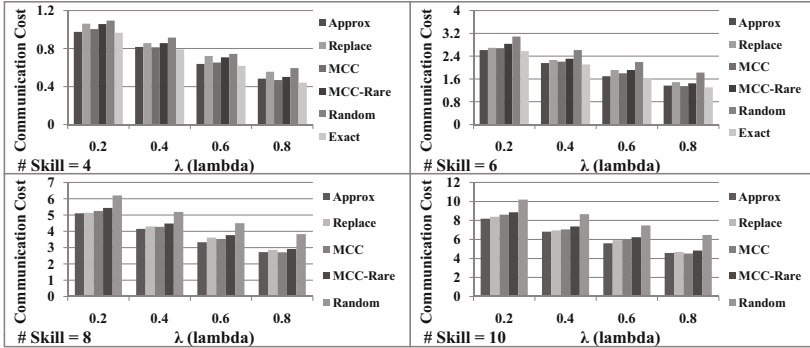 Communication Cost
1.2
0.8
0.4
0
0.2
0.4
0.6
0.8
# Skill = 4
λ (lambda)
Approx
Replace
MCC
MCC-Rare
Random
Exact
Communication Cost
4
3.2
2.4
1.6
0.8
0
0.2
0.4
0.6
0.8
# Skill = 6
λ (lambda)
Approx
Replace
MCC
MCC-Rare
Random
Exact
Communication Cost
7
6
5
4
3
2
1
0
0.2
0.4
0.6
0.8
# Skill = 8
λ (lambda)
Approx
Replace
MCC
MCC-Rare
Random
Communication Cost
12
10
8
6
4
2
0
0.2
0.4
0.6
0.8
# Skill = 10
λ (lambda)
Approx
Replace
MCC
MCC-Rare
Random